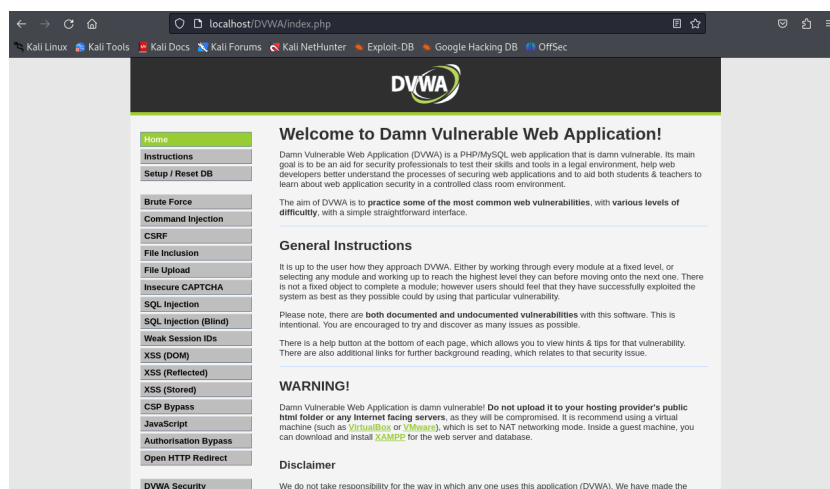 localhost/DVWA/index.php
Kali Linux Kali Tools Kali Docs Kali Forums Kali NetHunter Exploit-DB Google Hacking DB OffSec
DVWA
Home
Instructions
Setup / Reset DB
Brute Force
Command Injection
CSRF
File Inclusion
File Upload
Insecure CAPTCHA
SQL Injection
SQL Injection (Blind)
Weak Session IDs
XSS (DOM)
XSS (Reflected)
XSS (Stored)
CSP Bypass
JavaScript
Authorisation Bypass
Open HTTP Redirect
DVWA Security
Welcome to Damn Vulnerable Web Application!
Damn Vulnerable Web Application (DVWA) is a PHP/MySQL web application that is damn vulnerable. Its main
goal is to be an aid for security professionals to test their skills and tools in a legal environment, help web
developers better understand the processes of securing web applications and to aid both students & teachers to
learn about web application security in a controlled class room environment.
The aim of DVWA is to practice some of the most common web vulnerabilities, with various levels of
difficultly, with a simple straightforward interface.
General Instructions
It is up to the user how they approach DVWA. Either by working through every module at a fixed level, or
selecting any module and working up to reach the highest level they can before moving onto the next one. There
is not a fixed object to complete a module; however users should feel that they have successfully exploited the
system as best as they possible could by using that particular vulnerability.
Please note, there are both documented and undocumented vulnerabilities with this software. This is
intentional. You are encouraged to try and discover as many issues as possible.
There is a help button at the bottom of each page, which allows you to view hints & tips for that vulnerability.
There are also additional links for further background reading, which relates to that security issue.
WARNING!
Damn Vulnerable Web Application is damn vulnerable! Do not upload it to your hosting provider's public
html folder or any Internet facing servers, as they will be compromised. It is recommend using a virtual
machine (such as VirtualBox or VMware), which is set to NAT networking mode. Inside a guest machine, you
can download and install XAMPP for the web server and database.
Disclaimer
We do not take responsibility for the way in which any one uses this application (DVWA). We have made the